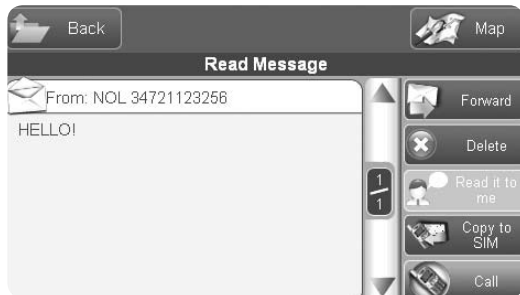 Back
Map
Read Message
From: NOL 34721123256
HELLO!
1
1
Forward
Delete
Read it to
me
Copy to
SIM
Call